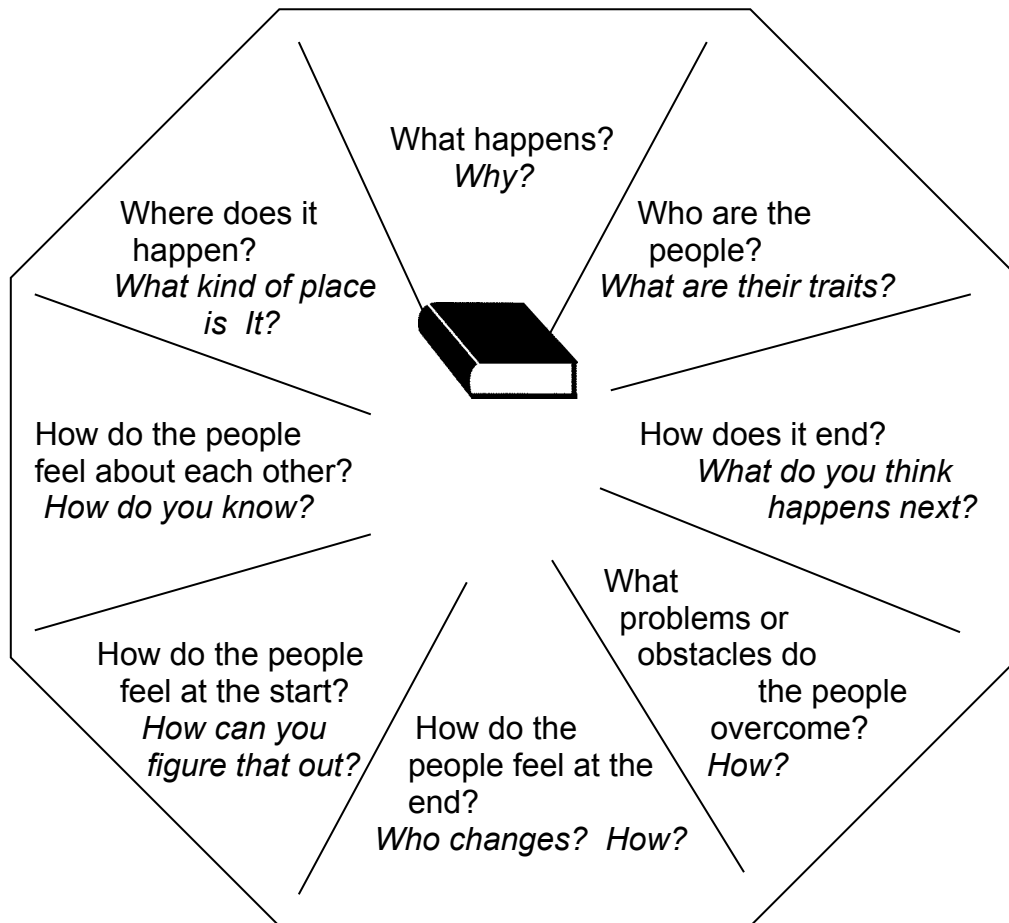 What happens?
Why?
Who are the
people?
What are their traits?
How does it end?
What do you think
happens next?
What
problems or
obstacles do
the people
overcome?
How?
How do the
people feel at the
end?
Who changes?  How?
How do the people
feel at the start?
How can you
figure that out?
How do the people
feel about each other?
How do you know?
Where does it
happen?
What kind of place
is  It?